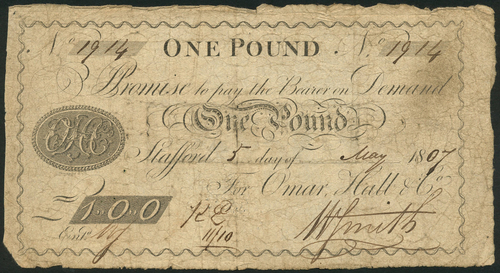 No 1914 ONE POUND No 1914
I Promise to pay the Bearer on Demand
One Pound
Stafford 5 day of May 1807
For Omar, Hall & Co
1.0.0
Entd